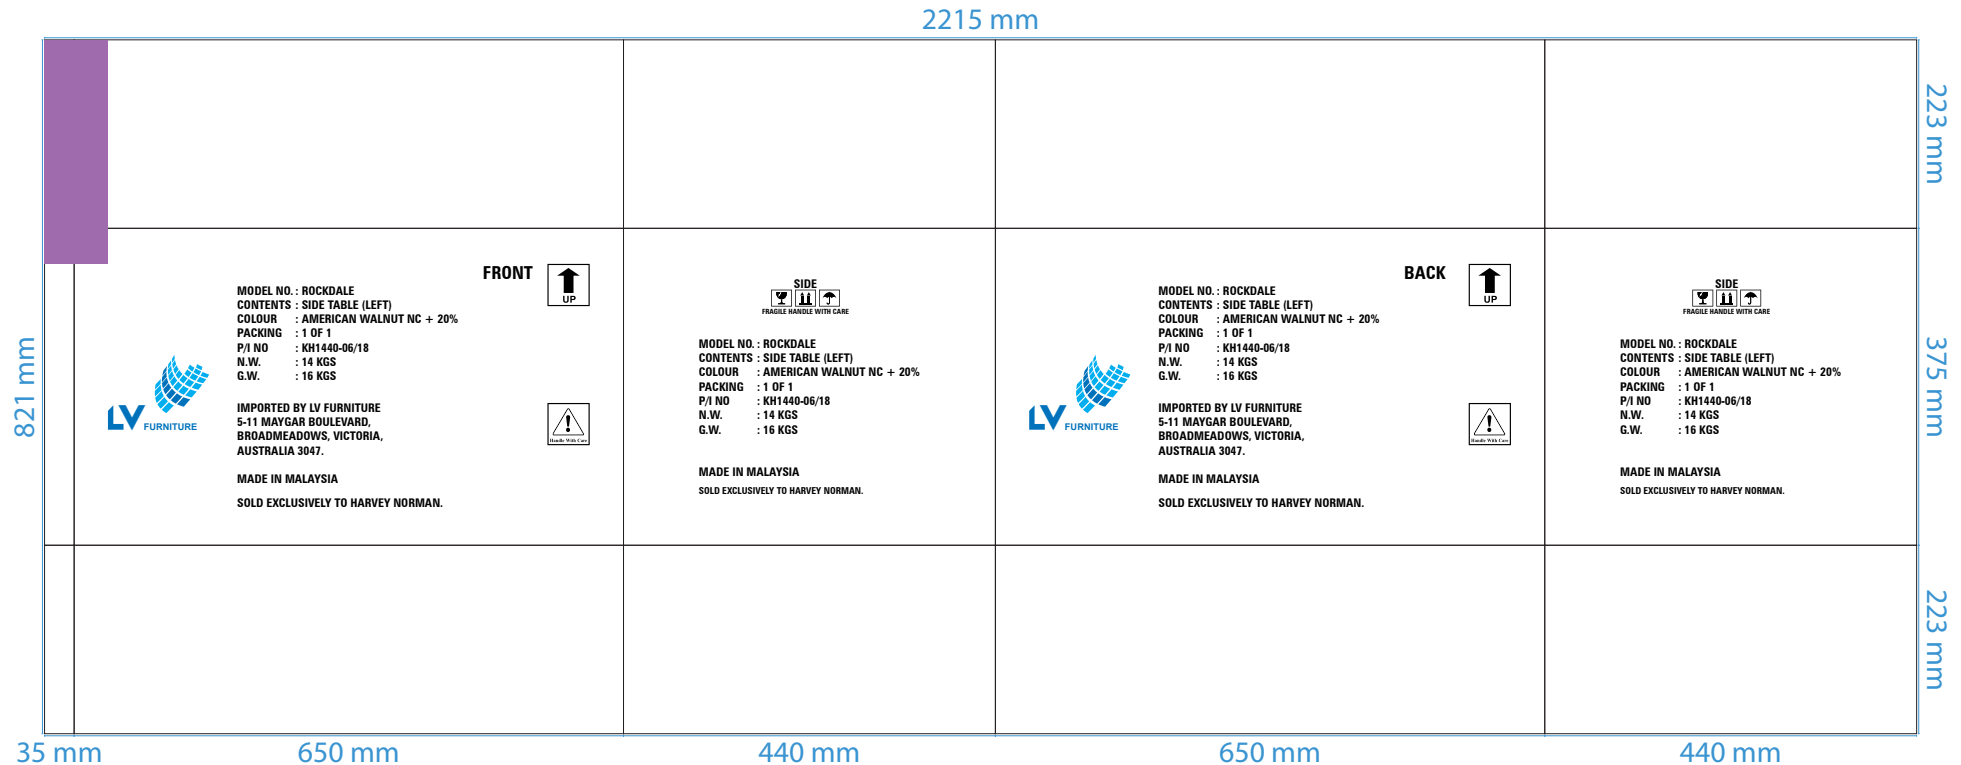 2215 mm
223 mm
375 mm
223 mm
821 mm
FRONT
UP
MODEL NO. : ROCKDALE
CONTENTS : SIDE TABLE (LEFT)
COLOUR : AMERICAN WALNUT NC + 20%
PACKING : 1 OF 1
P/I NO : KH1440-06/18
N.W. : 14 KGS
G.W. : 16 KGS
LV FURNITURE
IMPORTED BY LV FURNITURE
5-11 MAYGAR BOULEVARD,
BROADMEADOWS, VICTORIA,
AUSTRALIA 3047.
Handle With Care
MADE IN MALAYSIA
SOLD EXCLUSIVELY TO HARVEY NORMAN.
SIDE
FRAGILE HANDLE WITH CARE
MODEL NO. : ROCKDALE
CONTENTS : SIDE TABLE (LEFT)
COLOUR : AMERICAN WALNUT NC + 20%
PACKING : 1 OF 1
P/I NO : KH1440-06/18
N.W. : 14 KGS
G.W. : 16 KGS
MADE IN MALAYSIA
SOLD EXCLUSIVELY TO HARVEY NORMAN.
BACK
UP
MODEL NO. : ROCKDALE
CONTENTS : SIDE TABLE (LEFT)
COLOUR : AMERICAN WALNUT NC + 20%
PACKING : 1 OF 1
P/I NO : KH1440-06/18
N.W. : 14 KGS
G.W. : 16 KGS
LV FURNITURE
IMPORTED BY LV FURNITURE
5-11 MAYGAR BOULEVARD,
BROADMEADOWS, VICTORIA,
AUSTRALIA 3047.
Handle With Care
MADE IN MALAYSIA
SOLD EXCLUSIVELY TO HARVEY NORMAN.
SIDE
FRAGILE HANDLE WITH CARE
MODEL NO. : ROCKDALE
CONTENTS : SIDE TABLE (LEFT)
COLOUR : AMERICAN WALNUT NC + 20%
PACKING : 1 OF 1
P/I NO : KH1440-06/18
N.W. : 14 KGS
G.W. : 16 KGS
MADE IN MALAYSIA
SOLD EXCLUSIVELY TO HARVEY NORMAN.
35 mm
650 mm
440 mm
650 mm
440 mm